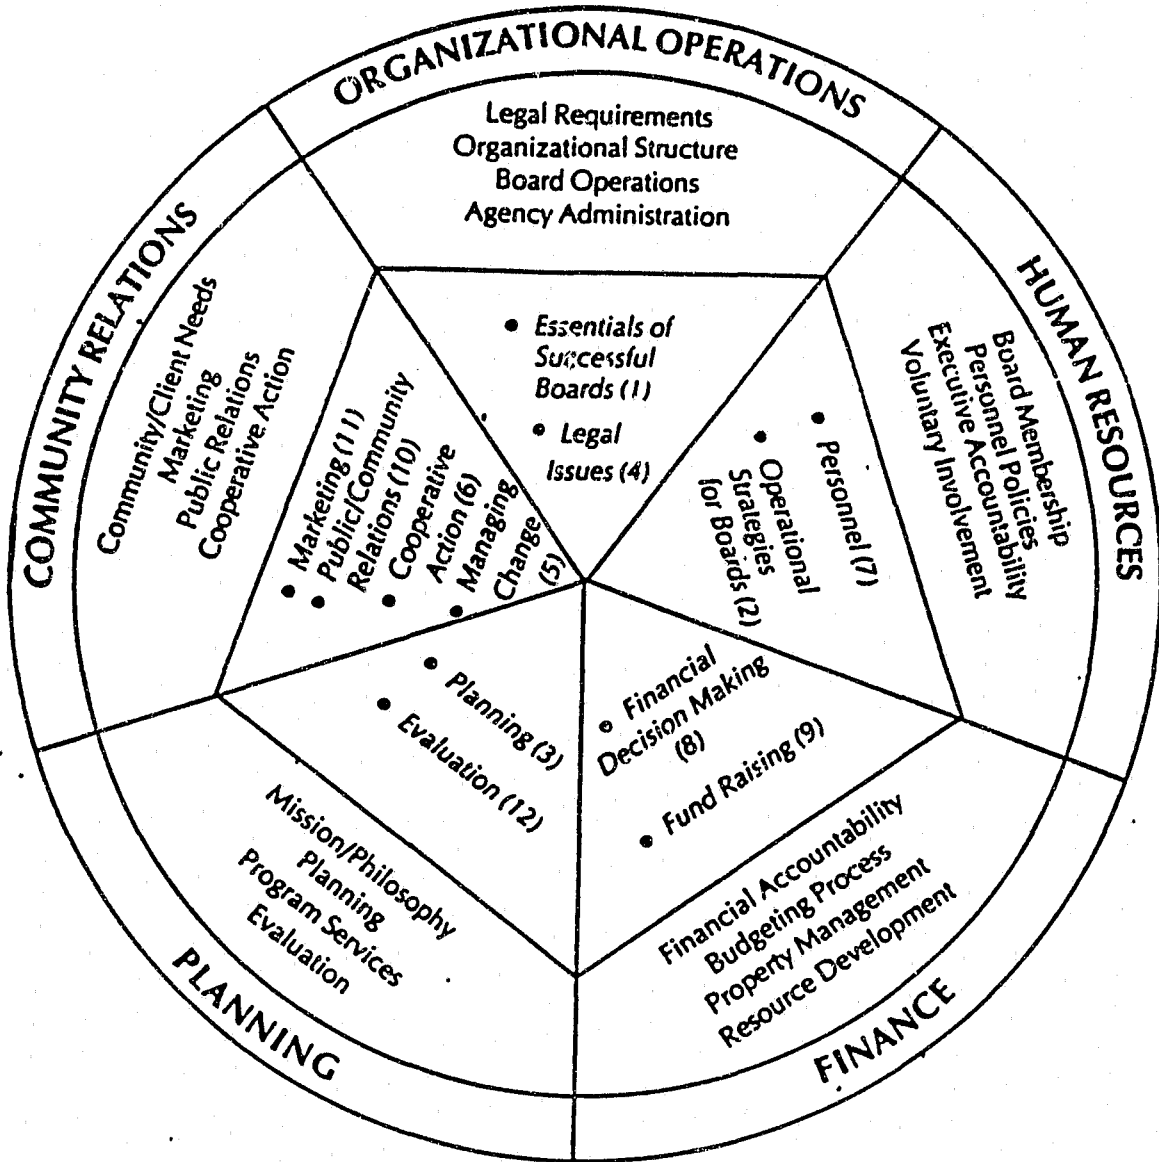 ORGANIZATIONAL OPERATIONS
Legal Requirements
Organizational Structure
Board Operations
Agency Administration
• Essentials of
Successful
Boards (1)
• Legal
Issues (4)
HUMAN RESOURCES
Board Membership
Personnel Policies
Executive Accountability
Voluntary Involvement
• Personnel (7)
• Operational
Strategies
for Boards (2)
FINANCE
• Financial
Decision Making
(8)
• Fund Raising (9)
Financial Accountability
Budgeting Process
Property Management
Resource Development
PLANNING
• Planning (3)
• Evaluation (12)
Mission/Philosophy
Planning
Program Services
Evaluation
COMMUNITY RELATIONS
Community/Client Needs
Marketing
Public Relations
Cooperative Action
• Marketing (11)
• Public/Community
Relations (10)
• Cooperative
Action (6)
• Managing
Change
(5)